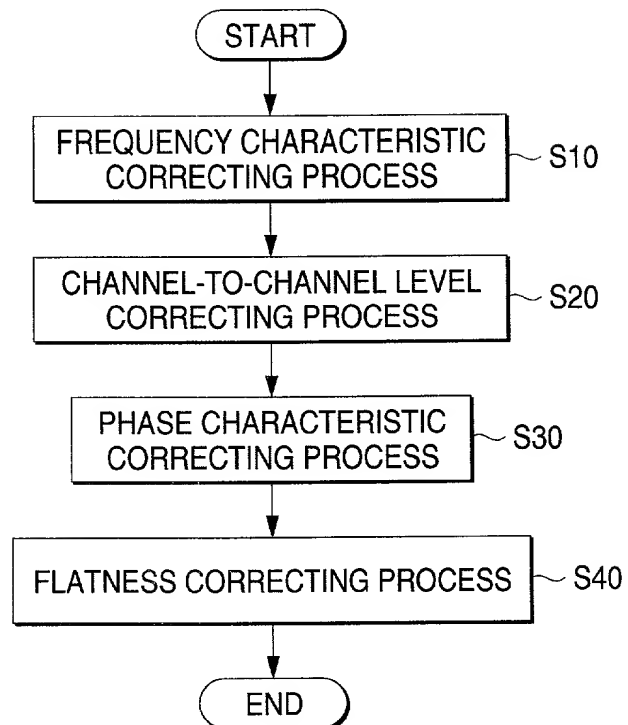 START
FREQUENCY CHARACTERISTIC
CORRECTING PROCESS
S10
CHANNEL-TO-CHANNEL LEVEL
CORRECTING PROCESS
S20
PHASE CHARACTERISTIC
CORRECTING PROCESS
S30
FLATNESS CORRECTING PROCESS
S40
END